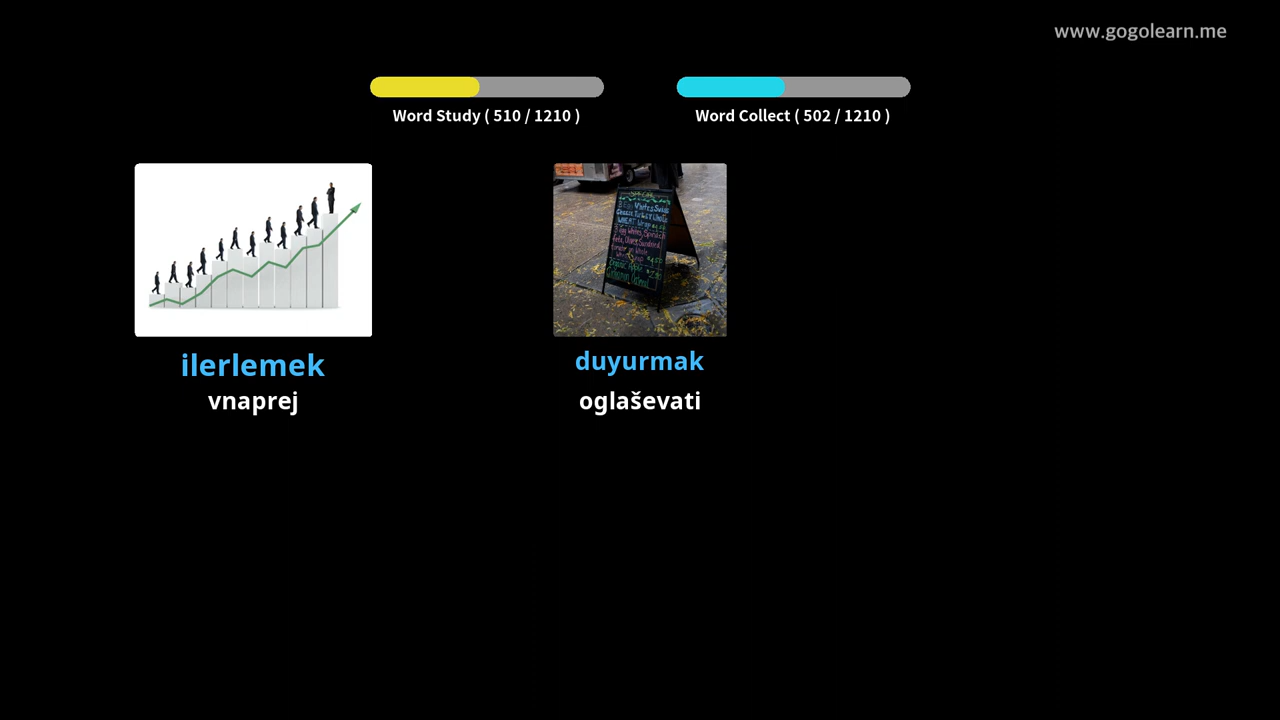 www.gogolearn.me
Word Study ( 510 / 1210 )
Word Collect ( 502 / 1210 )
ilerlemek
vnaprej
duyurmak
oglaševati